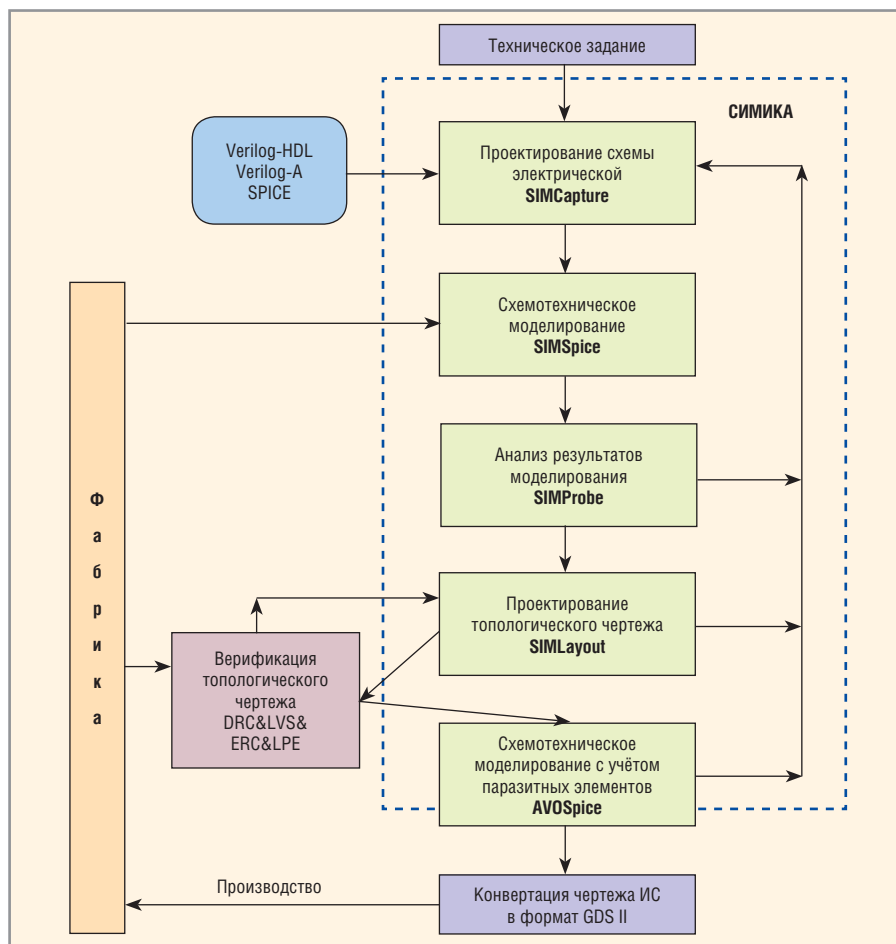 Техническое задание
СИМИКА
Verilog-HDL
Verilog-A
SPICE
Проектирование схемы
электрической
SIMCapture
Схемотехническое
моделирование
SIMSpice
Анализ результатов
моделирования
SIMProbe
Фабрика
Проектирование
топологического чертежа
SIMLayout
Верификация
топологического
чертежа
DRC&LVS&
ERC&LPE
Схемотехническое
моделирование с учётом
паразитных элементов
AVOSpice
Производство
Конвертация чертежа ИС
в формат GDS II